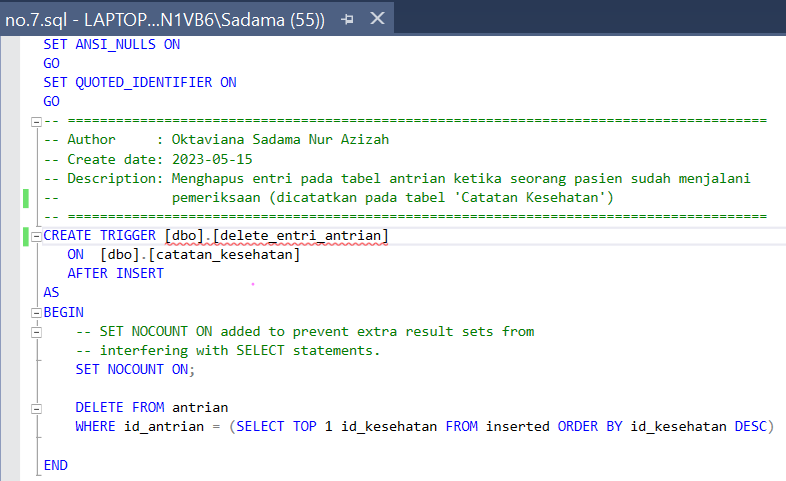 no.7.sql - LAPTOP...N1VB6\Sadama (55))
SET ANSI_NULLS ON
GO
SET QUOTED_IDENTIFIER ON
GO
-- =======================================================================================
-- Author     : Oktaviana Sadama Nur Azizah
-- Create date: 2023-05-15
-- Description: Menghapus entri pada tabel antrian ketika seorang pasien sudah menjalani
--              pemeriksaan (dicatatkan pada tabel 'Catatan Kesehatan')
-- =======================================================================================
CREATE TRIGGER [dbo].[delete_entri_antrian]
   ON  [dbo].[catatan_kesehatan]
   AFTER INSERT
AS
BEGIN
    -- SET NOCOUNT ON added to prevent extra result sets from
    -- interfering with SELECT statements.
    SET NOCOUNT ON;
    DELETE FROM antrian
    WHERE id_antrian = (SELECT TOP 1 id_kesehatan FROM inserted ORDER BY id_kesehatan DESC)
END